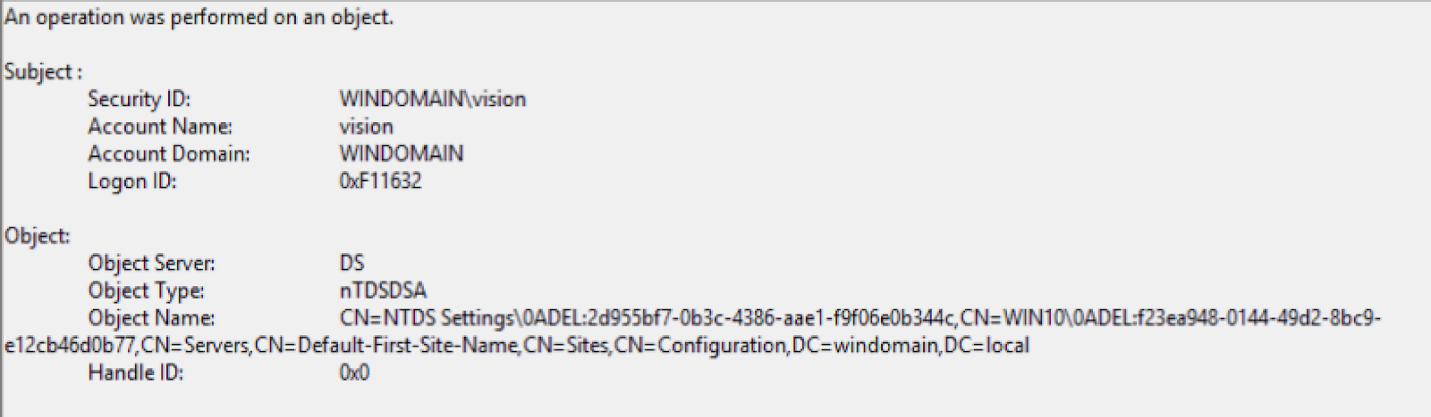 An operation was performed on an object.
Subject :
Security ID: WINDOMAIN\vision
Account Name: vision
Account Domain: WINDOMAIN
Logon ID: 0xF11632
Object:
Object Server: DS
Object Type: nTDSDSA
Object Name: CN=NTDS Settings\0ADEL:2d955bf7-0b3c-4386-aae1-f9f06e0b344c,CN=WIN10\0ADEL:f23ea948-0144-49d2-8bc9-
e12cb46d0b77,CN=Servers,CN=Default-First-Site-Name,CN=Sites,CN=Configuration,DC=windomain,DC=local
Handle ID: 0x0